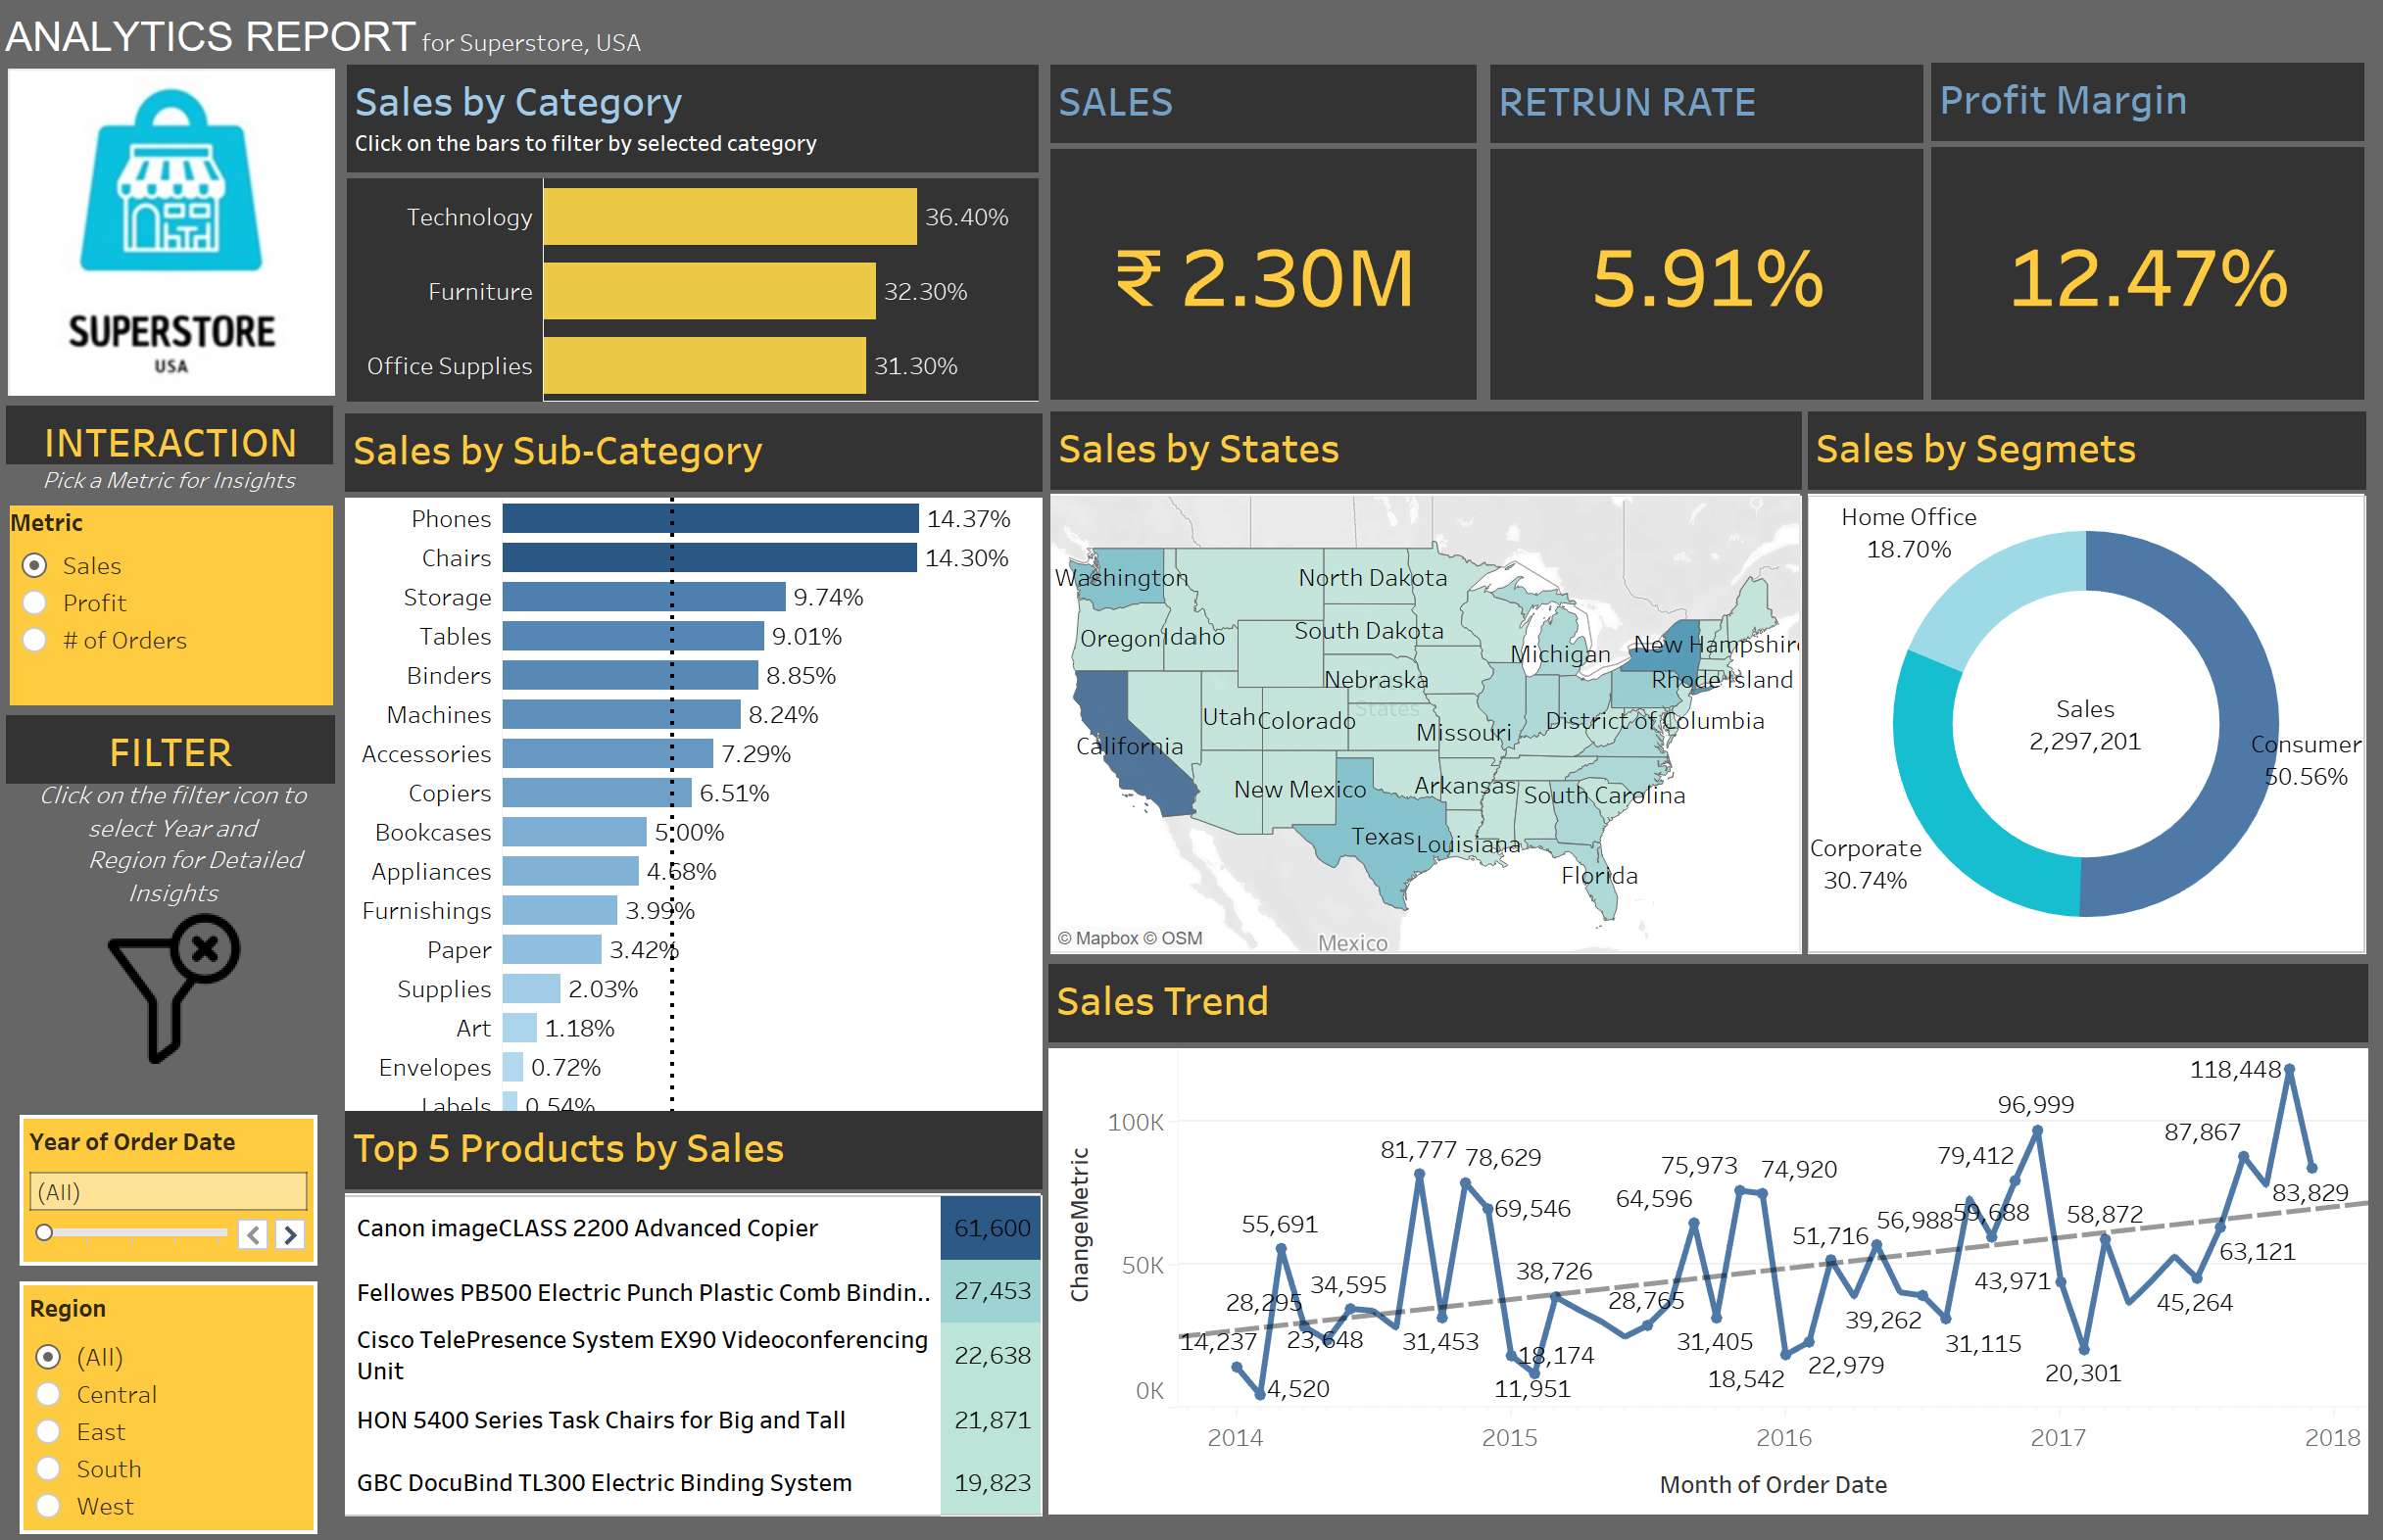 ANALYTICS REPORT for Superstore, USA
SUPERSTORE
USA
Sales by Category
Click on the bars to filter by selected category
Technology 36.40%
Furniture 32.30%
Office Supplies 31.30%
SALES
₹ 2.30M
RETRUN RATE
5.91%
Profit Margin
12.47%
INTERACTION
Pick a Metric for Insights
Metric
Sales
Profit
# of Orders
FILTER
Click on the filter icon to
select Year and
Region for Detailed
Insights
Year of Order Date
(All)
Region
(All)
Central
East
South
West
Sales by Sub-Category
Phones 14.37%
Chairs 14.30%
Storage 9.74%
Tables 9.01%
Binders 8.85%
Machines 8.24%
Accessories 7.29%
Copiers 6.51%
Bookcases 5.00%
Appliances 4.68%
Furnishings 3.99%
Paper 3.42%
Supplies 2.03%
Art 1.18%
Envelopes 0.72%
Labels 0.54%
Top 5 Products by Sales
Canon imageCLASS 2200 Advanced Copier 61,600
Fellowes PB500 Electric Punch Plastic Comb Bindin.. 27,453
Cisco TelePresence System EX90 Videoconferencing
Unit 22,638
HON 5400 Series Task Chairs for Big and Tall 21,871
GBC DocuBind TL300 Electric Binding System 19,823
Sales by States
Washington
North Dakota
Oregon
Idaho
South Dakota
Michigan
New Hampshire
Nebraska
Rhode Island
States
Utah
Colorado
Missouri
District of Columbia
California
New Mexico
Arkansas
South Carolina
Texas
Louisiana
Florida
© Mapbox © OSM
Mexico
Sales by Segmets
Home Office
18.70%
Sales
2,297,201
Consumer
50.56%
Corporate
30.74%
Sales Trend
ChangeMetric
100K
50K
0K
14,237
4,520
55,691
28,295
23,648
34,595
81,777
31,453
78,629
69,546
18,174
11,951
38,726
28,765
64,596
31,405
75,973
74,920
18,542
22,979
51,716
39,262
56,988
31,115
59,688
79,412
96,999
43,971
20,301
58,872
45,264
63,121
87,867
118,448
83,829
2014
2015
2016
2017
2018
Month of Order Date